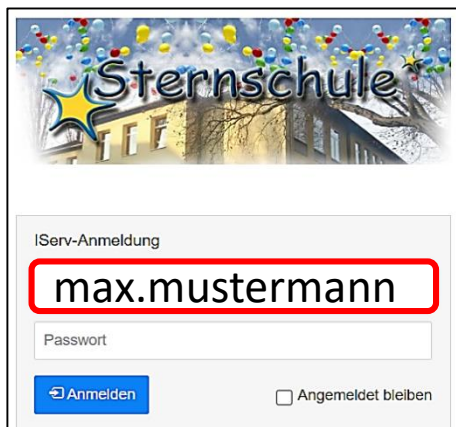 Sternschule
IServ-Anmeldung
max.mustermann
Passwort
Anmelden
Angemeldet bleiben